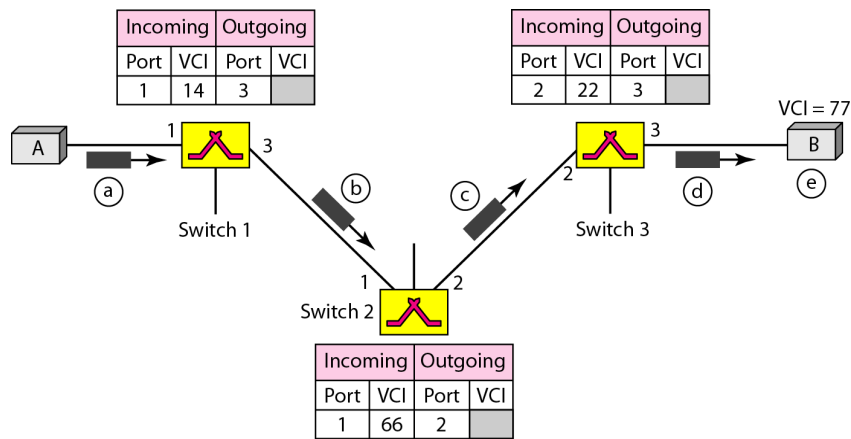 Incoming Outgoing
Port VCI Port VCI
1 14 3
Incoming Outgoing
Port VCI Port VCI
2 22 3
VCI = 77
A
1
3
a
Switch 1
b
c
2
3
Switch 3
d
B
e
1
2
Switch 2
Incoming Outgoing
Port VCI Port VCI
1 66 2